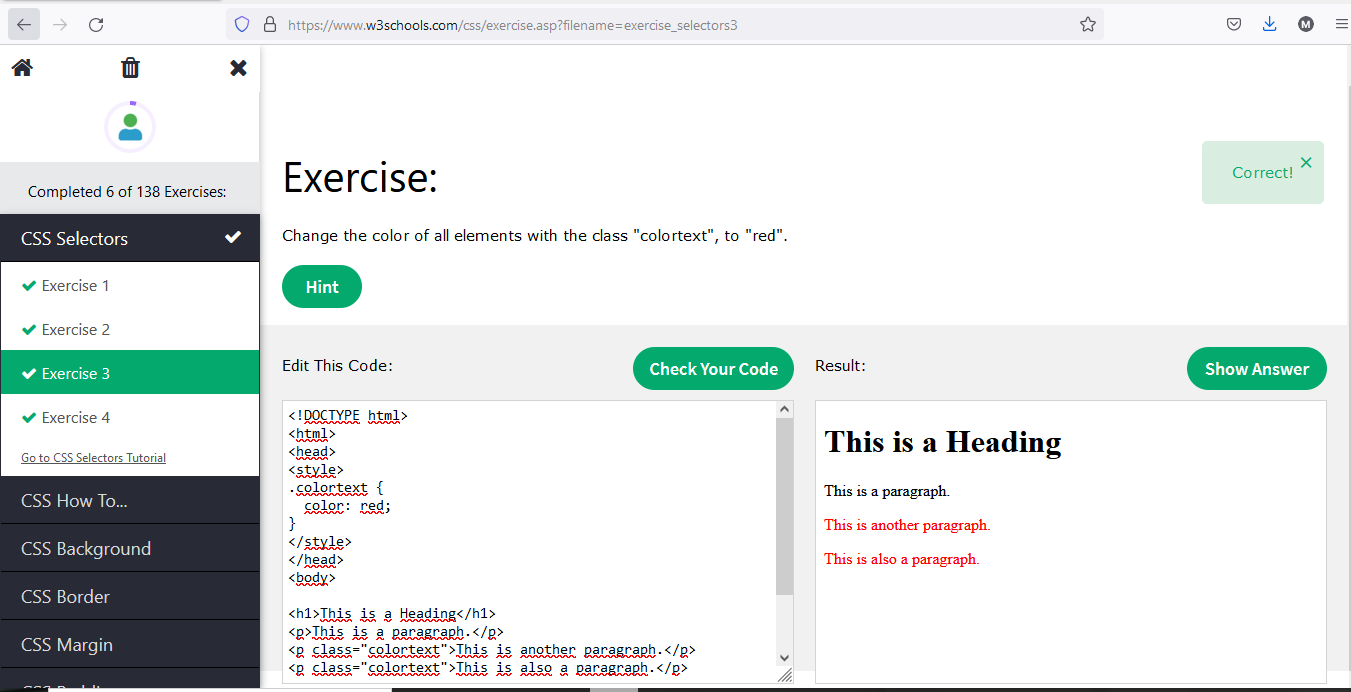 https://www.w3schools.com/css/exercise.asp?filename=exercise_selectors3
M
Completed 6 of 138 Exercises:
CSS Selectors
Exercise 1
Exercise 2
Exercise 3
Exercise 4
Go to CSS Selectors Tutorial
CSS How To...
CSS Background
CSS Border
CSS Margin
Exercise:
Correct!
Change the color of all elements with the class "colortext", to "red".
Hint
Edit This Code:
Check Your Code
<!DOCTYPE html>
<html>
<head>
<style>
.colortext {
  color: red;
}
</style>
</head>
<body>
<h1>This is a Heading</h1>
<p>This is a paragraph.</p>
<p class="colortext">This is another paragraph.</p>
<p class="colortext">This is also a paragraph.</p>
Result:
Show Answer
This is a Heading
This is a paragraph.
This is another paragraph.
This is also a paragraph.